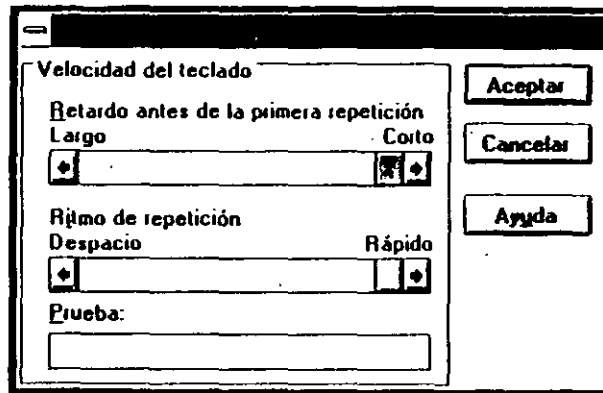 Velocidad del teclado
Retardo antes de la primera repetición
Largo Corto
Ritmo de repetición
Despacio Rápido
Prueba:
Aceptar
Cancelar
Ayuda